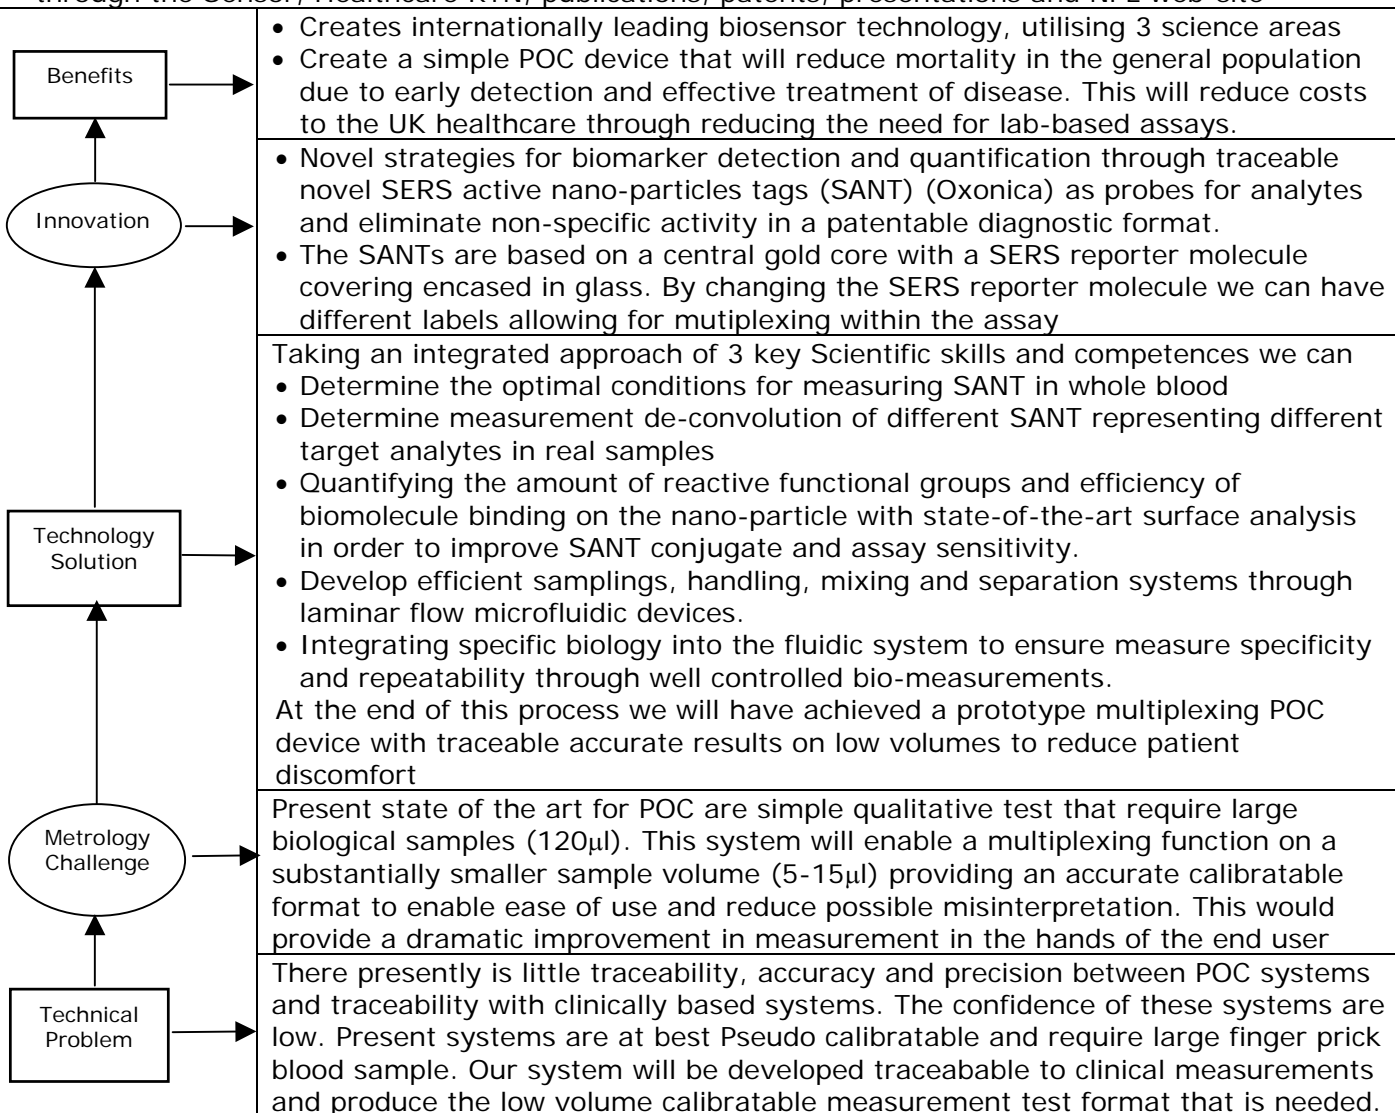 Benefits
• Creates internationally leading biosensor technology, utilising 3 science areas
• Create a simple POC device that will reduce mortality in the general population
due to early detection and effective treatment of disease. This will reduce costs
to the UK healthcare through reducing the need for lab-based assays.
Innovation
• Novel strategies for biomarker detection and quantification through traceable
novel SERS active nano-particles tags (SANT) (Oxonica) as probes for analytes
and eliminate non-specific activity in a patentable diagnostic format.
• The SANTs are based on a central gold core with a SERS reporter molecule
covering encased in glass. By changing the SERS reporter molecule we can have
different labels allowing for mutiplexing within the assay
Technology
Solution
Taking an integrated approach of 3 key Scientific skills and competences we can
• Determine the optimal conditions for measuring SANT in whole blood
• Determine measurement de-convolution of different SANT representing different
target analytes in real samples
• Quantifying the amount of reactive functional groups and efficiency of
biomolecule binding on the nano-particle with state-of-the-art surface analysis
in order to improve SANT conjugate and assay sensitivity.
• Develop efficient samplings, handling, mixing and separation systems through
laminar flow microfluidic devices.
• Integrating specific biology into the fluidic system to ensure measure specificity
and repeatability through well controlled bio-measurements.
At the end of this process we will have achieved a prototype multiplexing POC
device with traceable accurate results on low volumes to reduce patient
discomfort
Metrology
Challenge
Present state of the art for POC are simple qualitative test that require large
biological samples (120μl). This system will enable a multiplexing function on a
substantially smaller sample volume (5-15μl) providing an accurate calibratable
format to enable ease of use and reduce possible misinterpretation. This would
provide a dramatic improvement in measurement in the hands of the end user
Technical
Problem
There presently is little traceability, accuracy and precision between POC systems
and traceability with clinically based systems. The confidence of these systems are
low. Present systems are at best Pseudo calibratable and require large finger prick
blood sample. Our system will be developed traceabable to clinical measurements
and produce the low volume calibratable measurement test format that is needed.